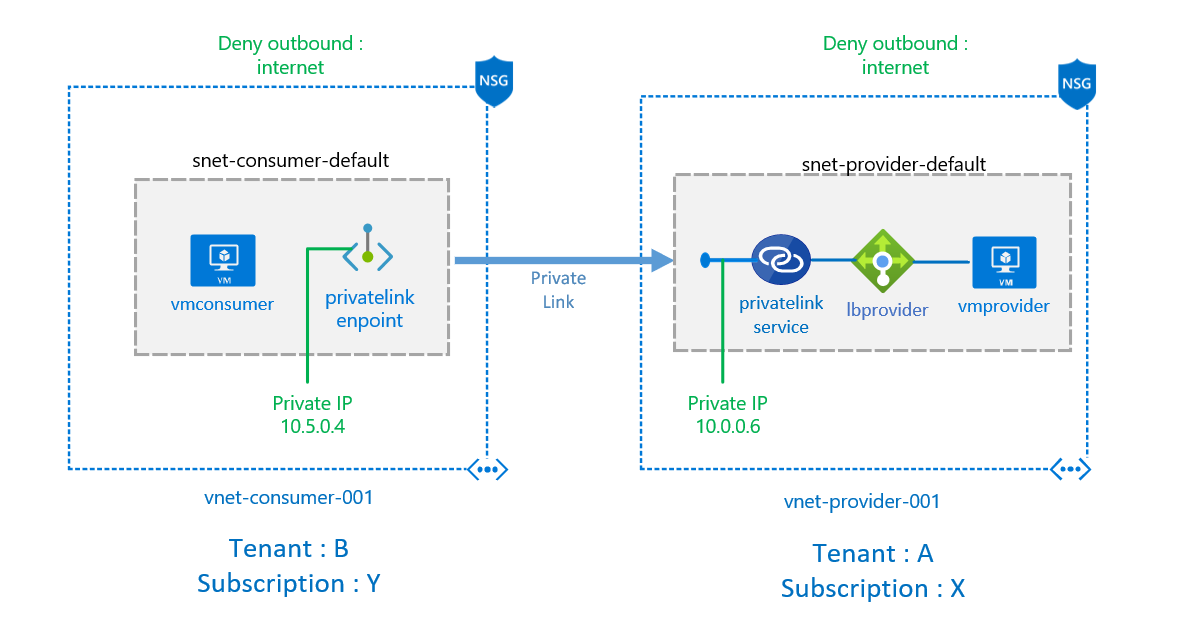 Deny outbound :
internet
NSG
snet-consumer-default
VM
vmconsumer
privatelink
enpoint
Private IP
10.5.0.4
vnet-consumer-001
Tenant : B
Subscription : Y
Private
Link
Deny outbound :
internet
NSG
snet-provider-default
privatelink
service
lbprovider
VM
vmprovider
Private IP
10.0.0.6
vnet-provider-001
Tenant : A
Subscription : X